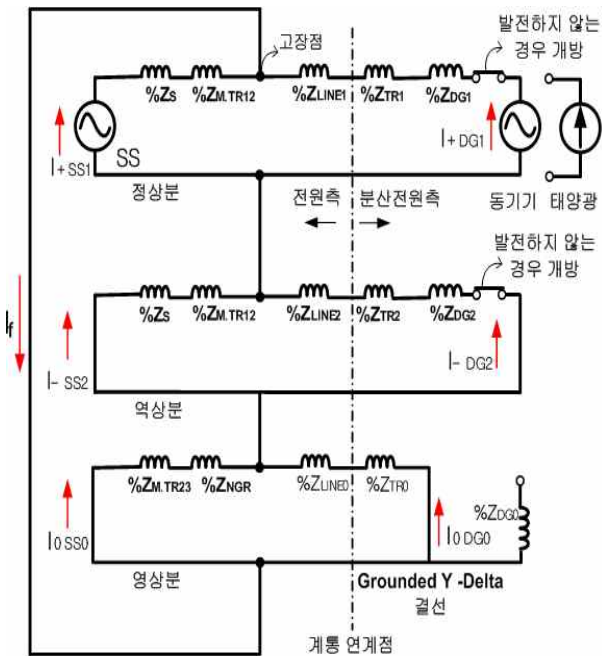 고장점
발전하지 않는
경우 개방
%ZS %ZM.TR12 %ZLINE1 %ZTR1 %ZDG1
I+SS1
SS
I+DG1
정상분
전원측
분산전원측
동기기 태양광
발전하지 않는
경우 개방
%ZS %ZM.TR12 %ZLINE2 %ZTR2 %ZDG2
If
I-SS2
I-DG2
역상분
%ZM.TR23 %ZNGR %ZLINE0 %ZTR0
%ZDG0
I0 SS0
I0 DG0
영상분
Grounded Y -Delta
결선
계통 연계점